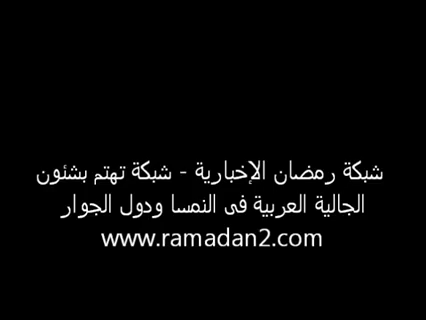 شبكة رمضان الإخبارية - شبكة تهتم بشئون
الجالية العربية فى النمسا ودول الجوار
www.ramadan2.com